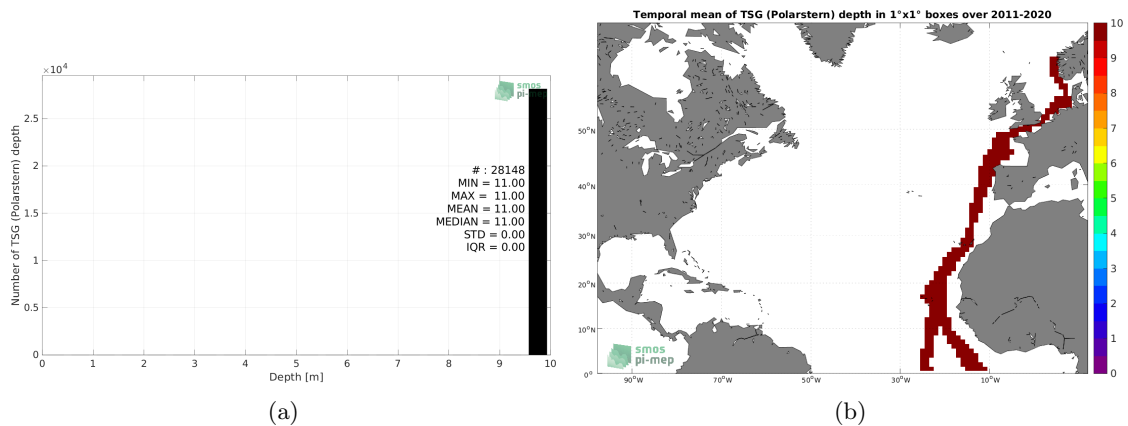 ×10⁴
2.5
2
1.5
1
0.5
0
Number of TSG (Polarstern) depth
smos
pi-mep
# : 28148
MIN = 11.00
MAX = 11.00
MEAN = 11.00
MEDIAN = 11.00
STD = 0.00
IQR = 0.00
0 1 2 3 4 5 6 7 8 9 10
Depth [m]
(a)
Temporal mean of TSG (Polarstern) depth in 1°x1° boxes over 2011-2020
50°N
40°N
30°N
20°N
10°N
0°
90°W 70°W 50°W 30°W 10°W
smos
pi-mep
10
9
8
7
6
5
4
3
2
1
0
(b)